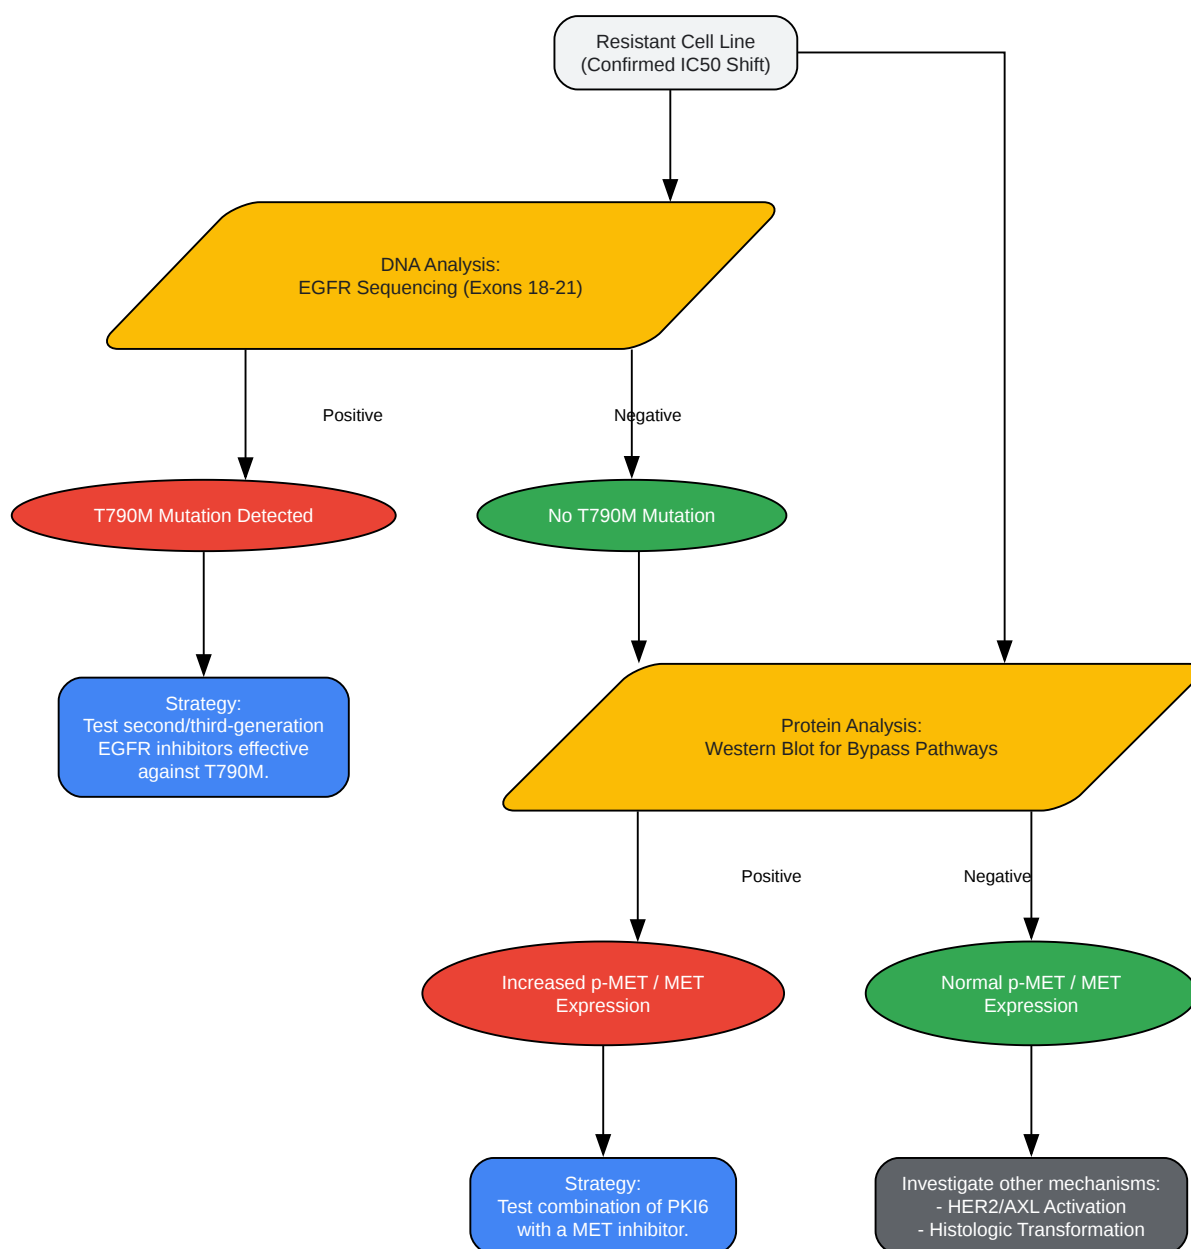 Resistant Cell Line
(Confirmed IC50 Shift)
DNA Analysis:
EGFR Sequencing (Exons 18-21)
Positive
Negative
T790M Mutation Detected
No T790M Mutation
Strategy:
Test second/third-generation
EGFR inhibitors effective
against T790M.
Protein Analysis:
Western Blot for Bypass Pathways
Positive
Negative
Increased p-MET / MET
Expression
Normal p-MET / MET
Expression
Strategy:
Test combination of PKI6
with a MET inhibitor.
Investigate other mechanisms:
- HER2/AXL Activation
- Histologic Transformation